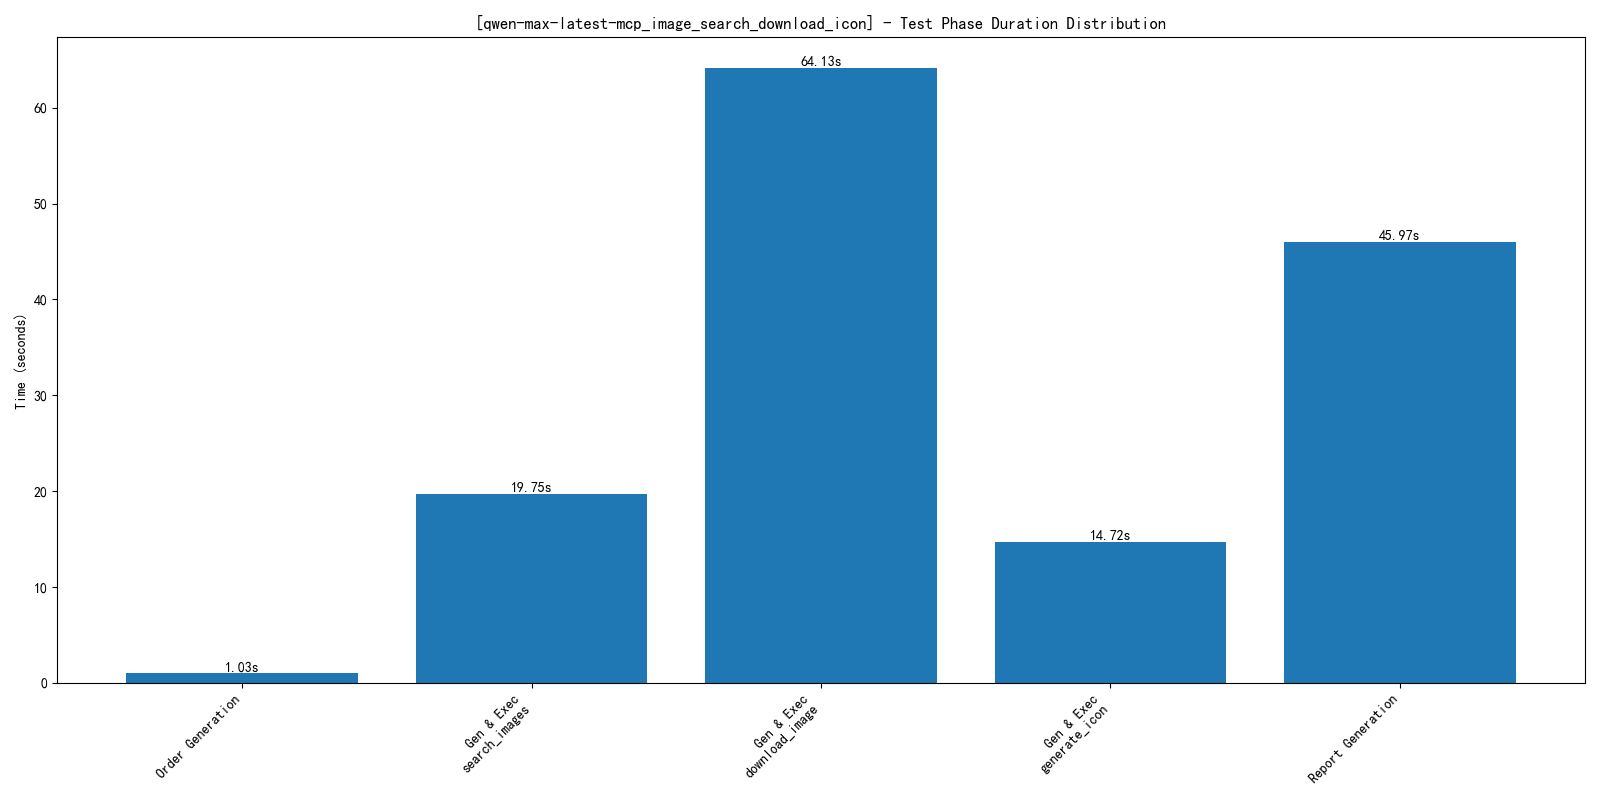 [qwen-max-latest-mcp_image_search_download_icon] - Test Phase Duration Distribution
Time (seconds)
60
50
40
30
20
10
0
1.03s
19.75s
64.13s
14.72s
45.97s
Order Generation
Gen & Exec
search_images
Gen & Exec
download_image
Gen & Exec
generate_icon
Report Generation